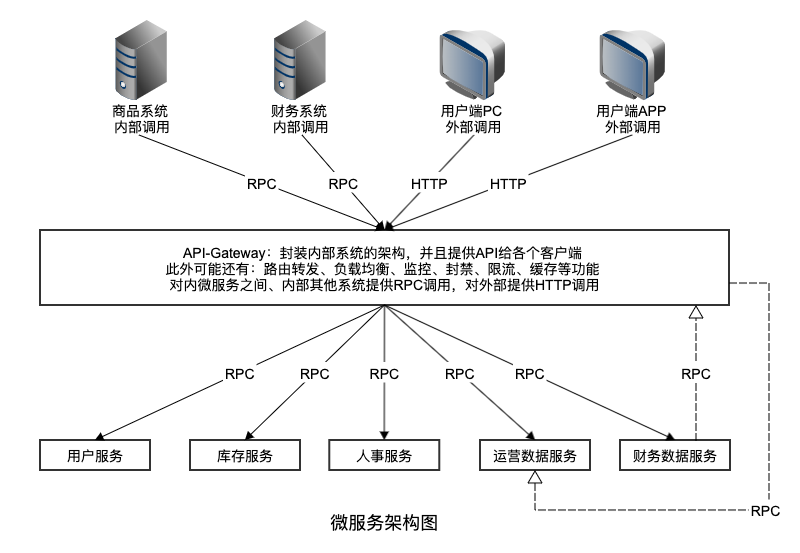 商品系统
内部调用
财务系统
内部调用
用户端PC
外部调用
用户端APP
外部调用
RPC
RPC
HTTP
HTTP
API-Gateway：封装内部系统的架构，并且提供API给各个客户端
此外可能还有：路由转发、负载均衡、监控、封禁、限流、缓存等功能
对内微服务之间、内部其他系统提供RPC调用，对外部提供HTTP调用
RPC
RPC
RPC
RPC
RPC
RPC
用户服务
库存服务
人事服务
运营数据服务
财务数据服务
RPC
微服务架构图